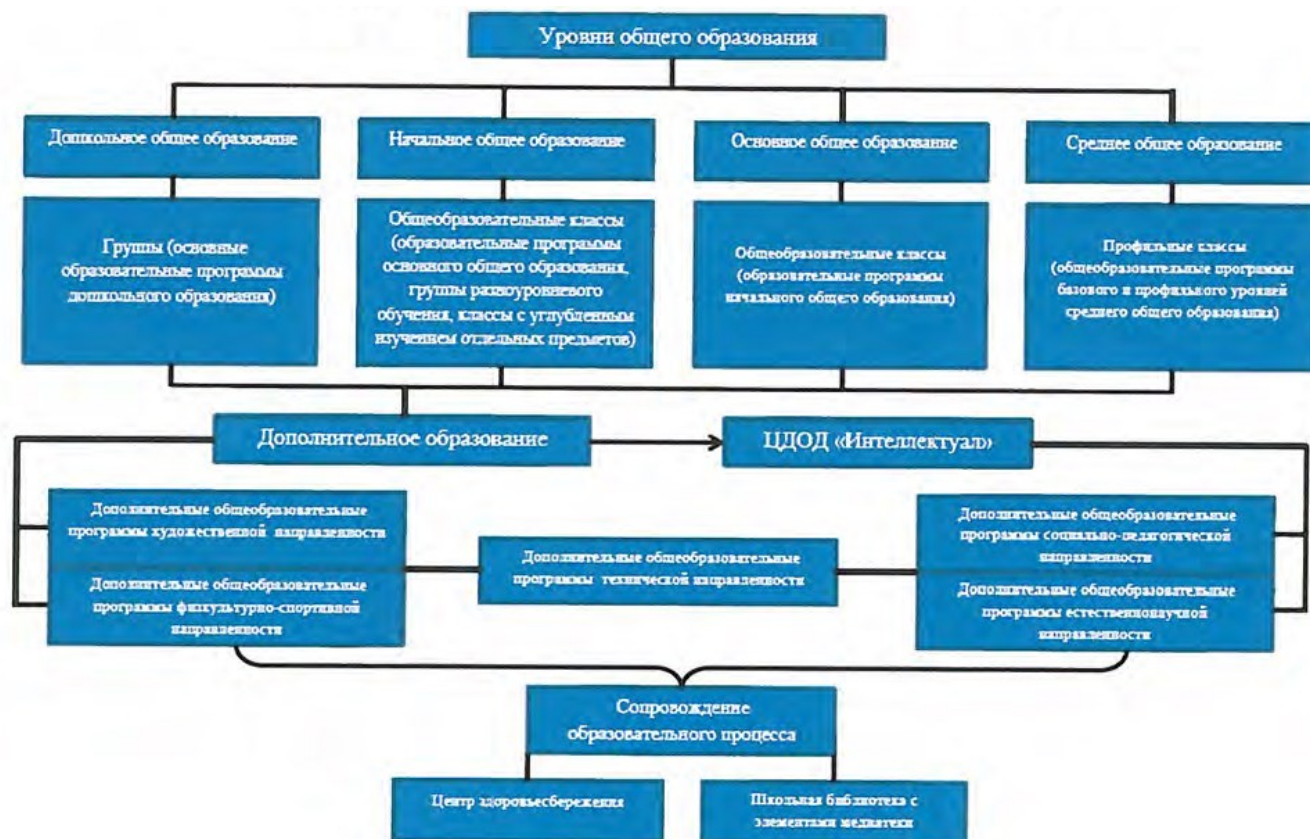 Уровни общего образования
Дошкольное общее образование
Начальное общее образование
Основное общее образование
Среднее общее образование
Группы (основные
образовательные программы
дошкольного образования)
Общеобразовательные классы
(образовательные программы
основного общего образования,
группы разноуровневого
обучения, классы с углубленным
изучением отдельных предметов)
Общеобразовательные классы
(образовательные программы
начального общего образования)
Профильные классы
(общеобразовательные программы
базового и профильного уровней
среднего общего образования)
Дополнительное образование
ЦДОД «Интеллектуал»
Дополнительные общеобразовательные
программы художественной направленности
Дополнительные общеобразовательные
программы физкультурно-спортивной
направленности
Дополнительные общеобразовательные
программы технической направленности
Дополнительные общеобразовательные
программы социально-педагогической
направленности
Дополнительные общеобразовательные
программы естественнонаучной
направленности
Сопровождение
образовательного процесса
Центр здоровьесбережения
Школьная библиотека с
элементами медиатеки